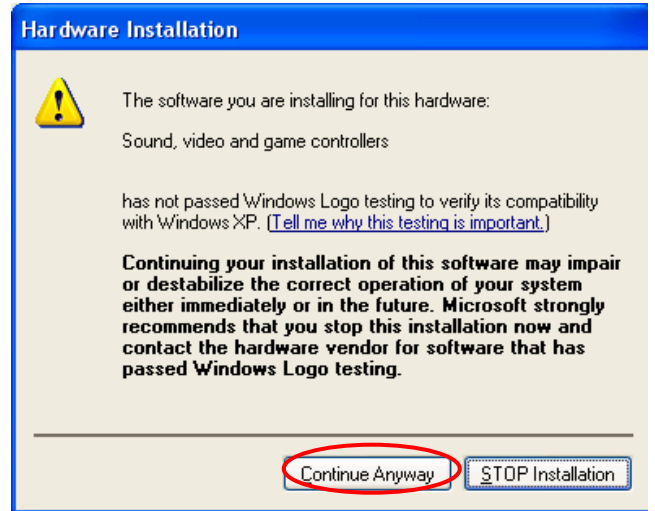 Hardware Installation
The software you are installing for this hardware:
Sound, video and game controllers
has not passed Windows Logo testing to verify its compatibility
with Windows XP. (Tell me why this testing is important.)
Continuing your installation of this software may impair
or destabilize the correct operation of your system
either immediately or in the future. Microsoft strongly
recommends that you stop this installation now and
contact the hardware vendor for software that has
passed Windows Logo testing.
Continue Anyway
STOP Installation